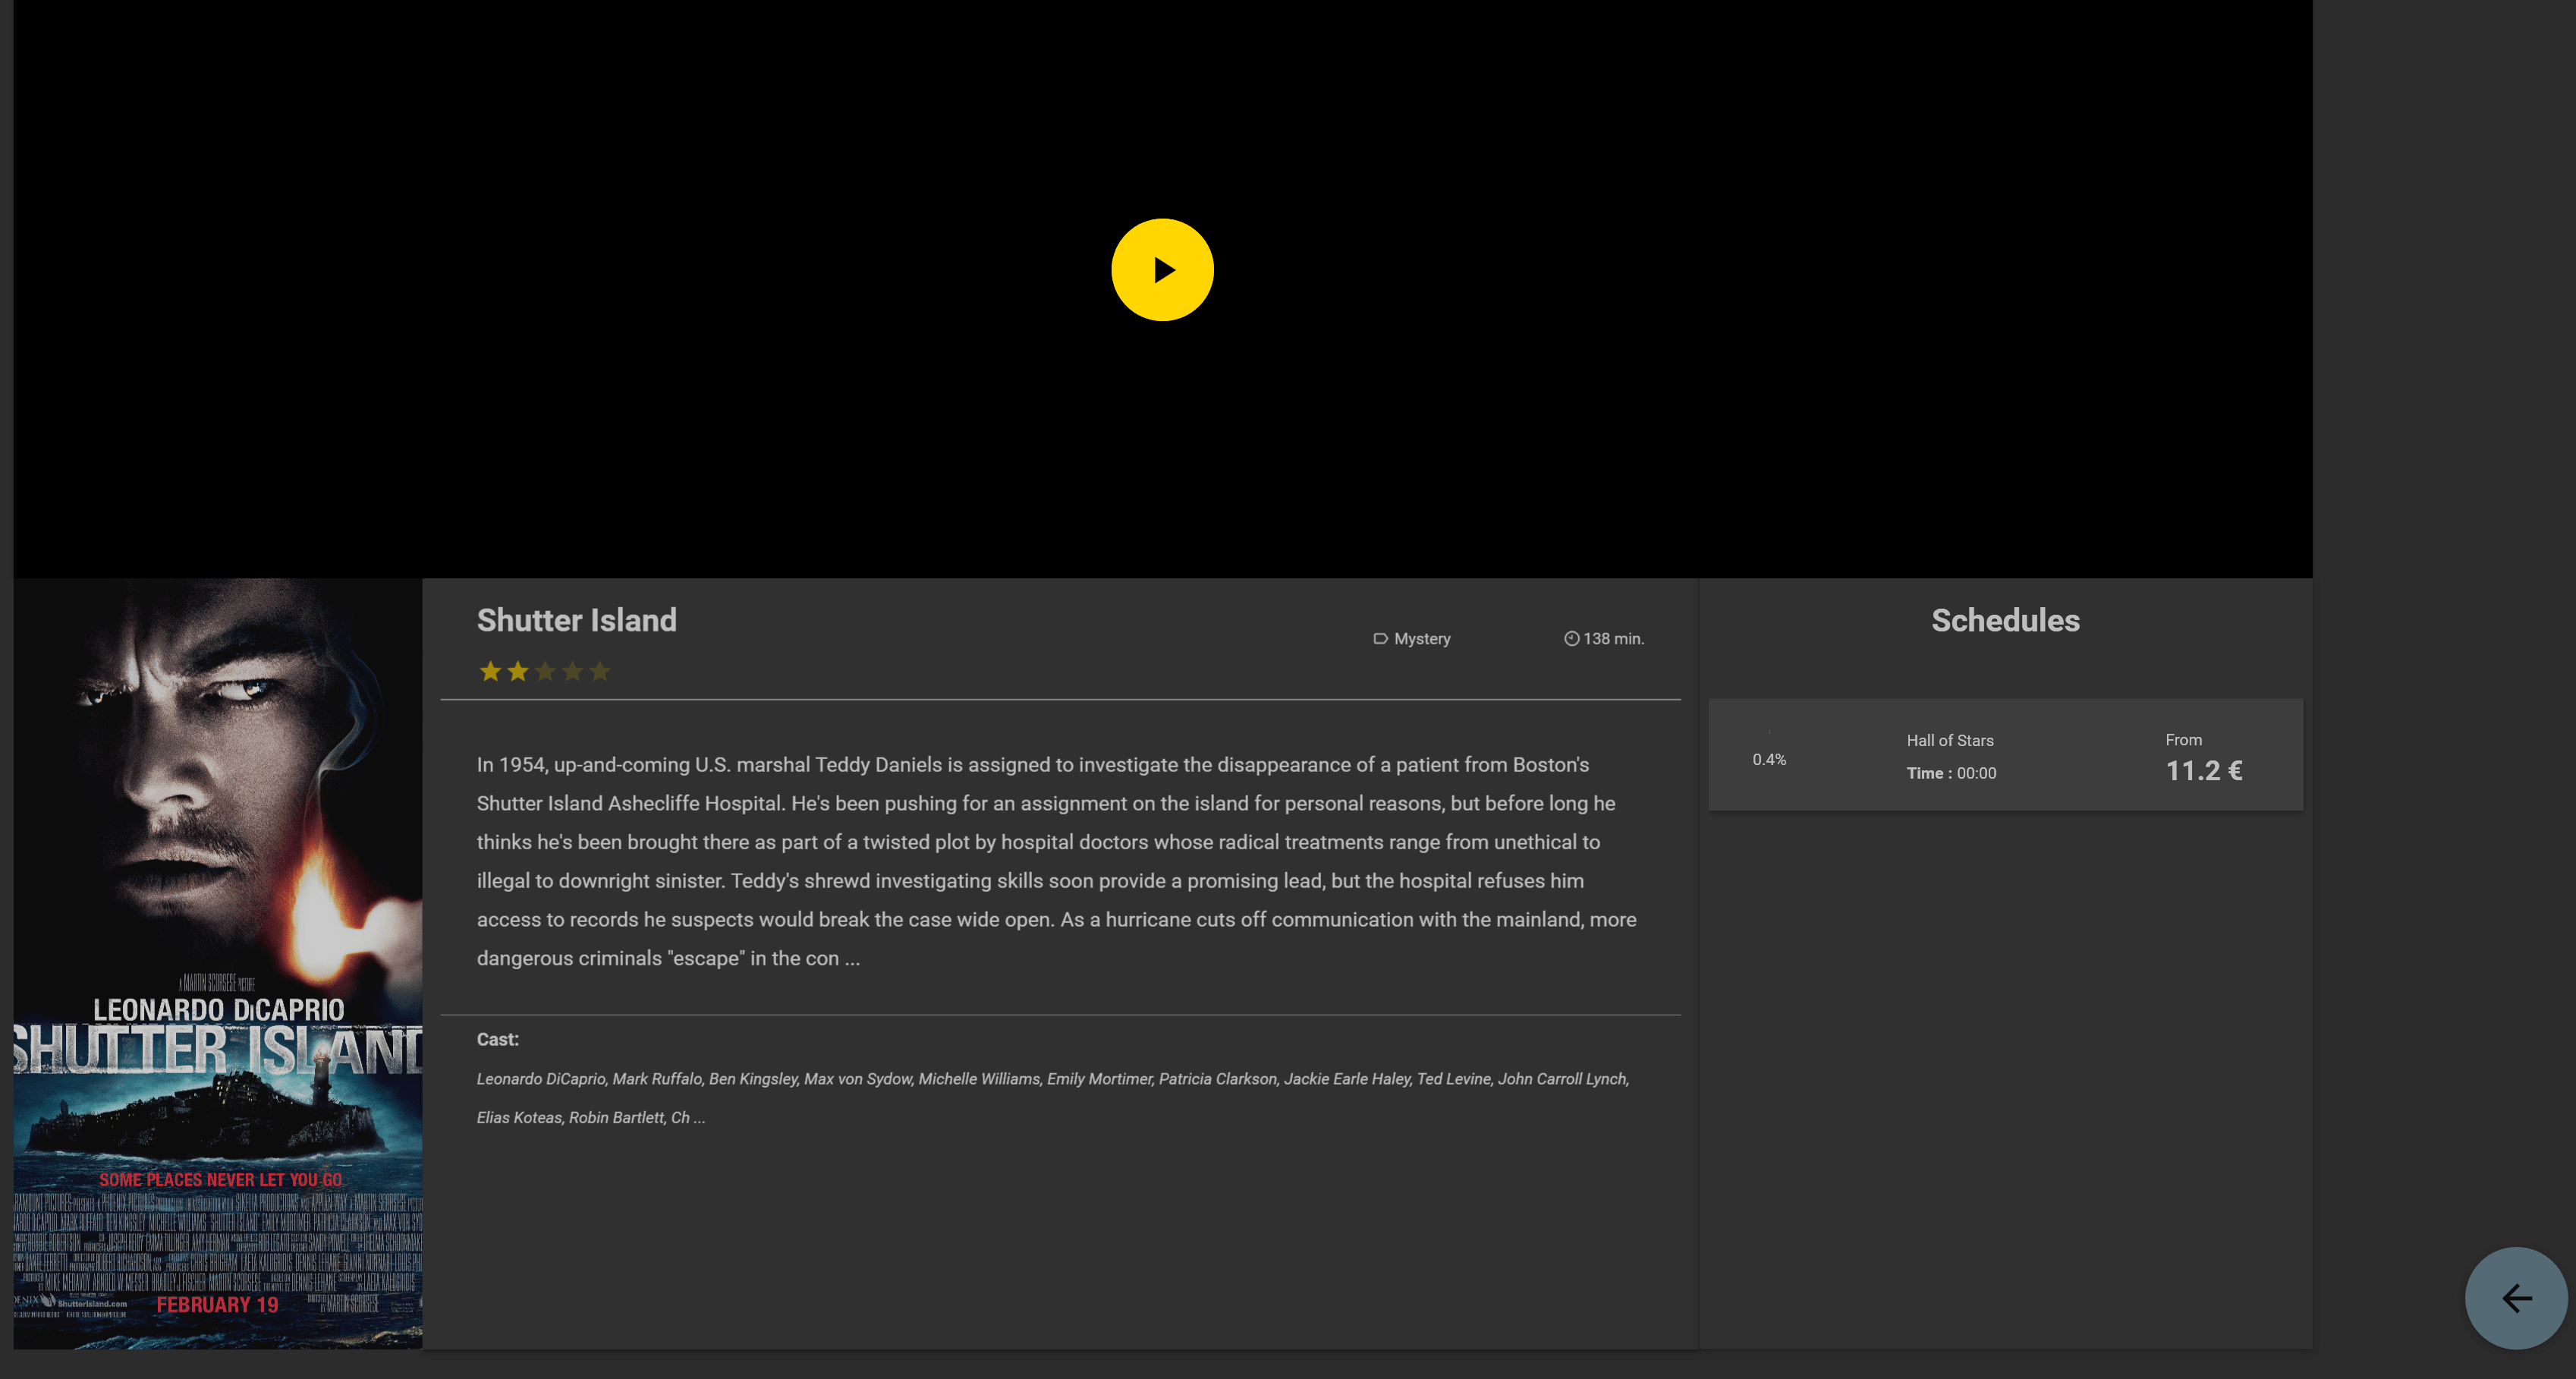 Shutter Island
Mystery
138 min.
In 1954, up-and-coming U.S. marshal Teddy Daniels is assigned to investigate the disappearance of a patient from Boston's
Shutter Island Ashecliffe Hospital. He's been pushing for an assignment on the island for personal reasons, but before long he
thinks he's been brought there as part of a twisted plot by hospital doctors whose radical treatments range from unethical to
illegal to downright sinister. Teddy's shrewd investigating skills soon provide a promising lead, but the hospital refuses him
access to records he suspects would break the case wide open. As a hurricane cuts off communication with the mainland, more
dangerous criminals "escape" in the con ...
Cast:
Leonardo DiCaprio, Mark Ruffalo, Ben Kingsley, Max von Sydow, Michelle Williams, Emily Mortimer, Patricia Clarkson, Jackie Earle Haley, Ted Levine, John Carroll Lynch,
Elias Koteas, Robin Bartlett, Ch ...
Schedules
0.4%
Hall of Stars
Time : 00:00
From
11.2 €
A MARTIN SCORSESE PICTURE
LEONARDO DiCAPRIO
SHUTTER ISLAND
SOME PLACES NEVER LET YOU GO
ShutterIsland.com
FEBRUARY 19